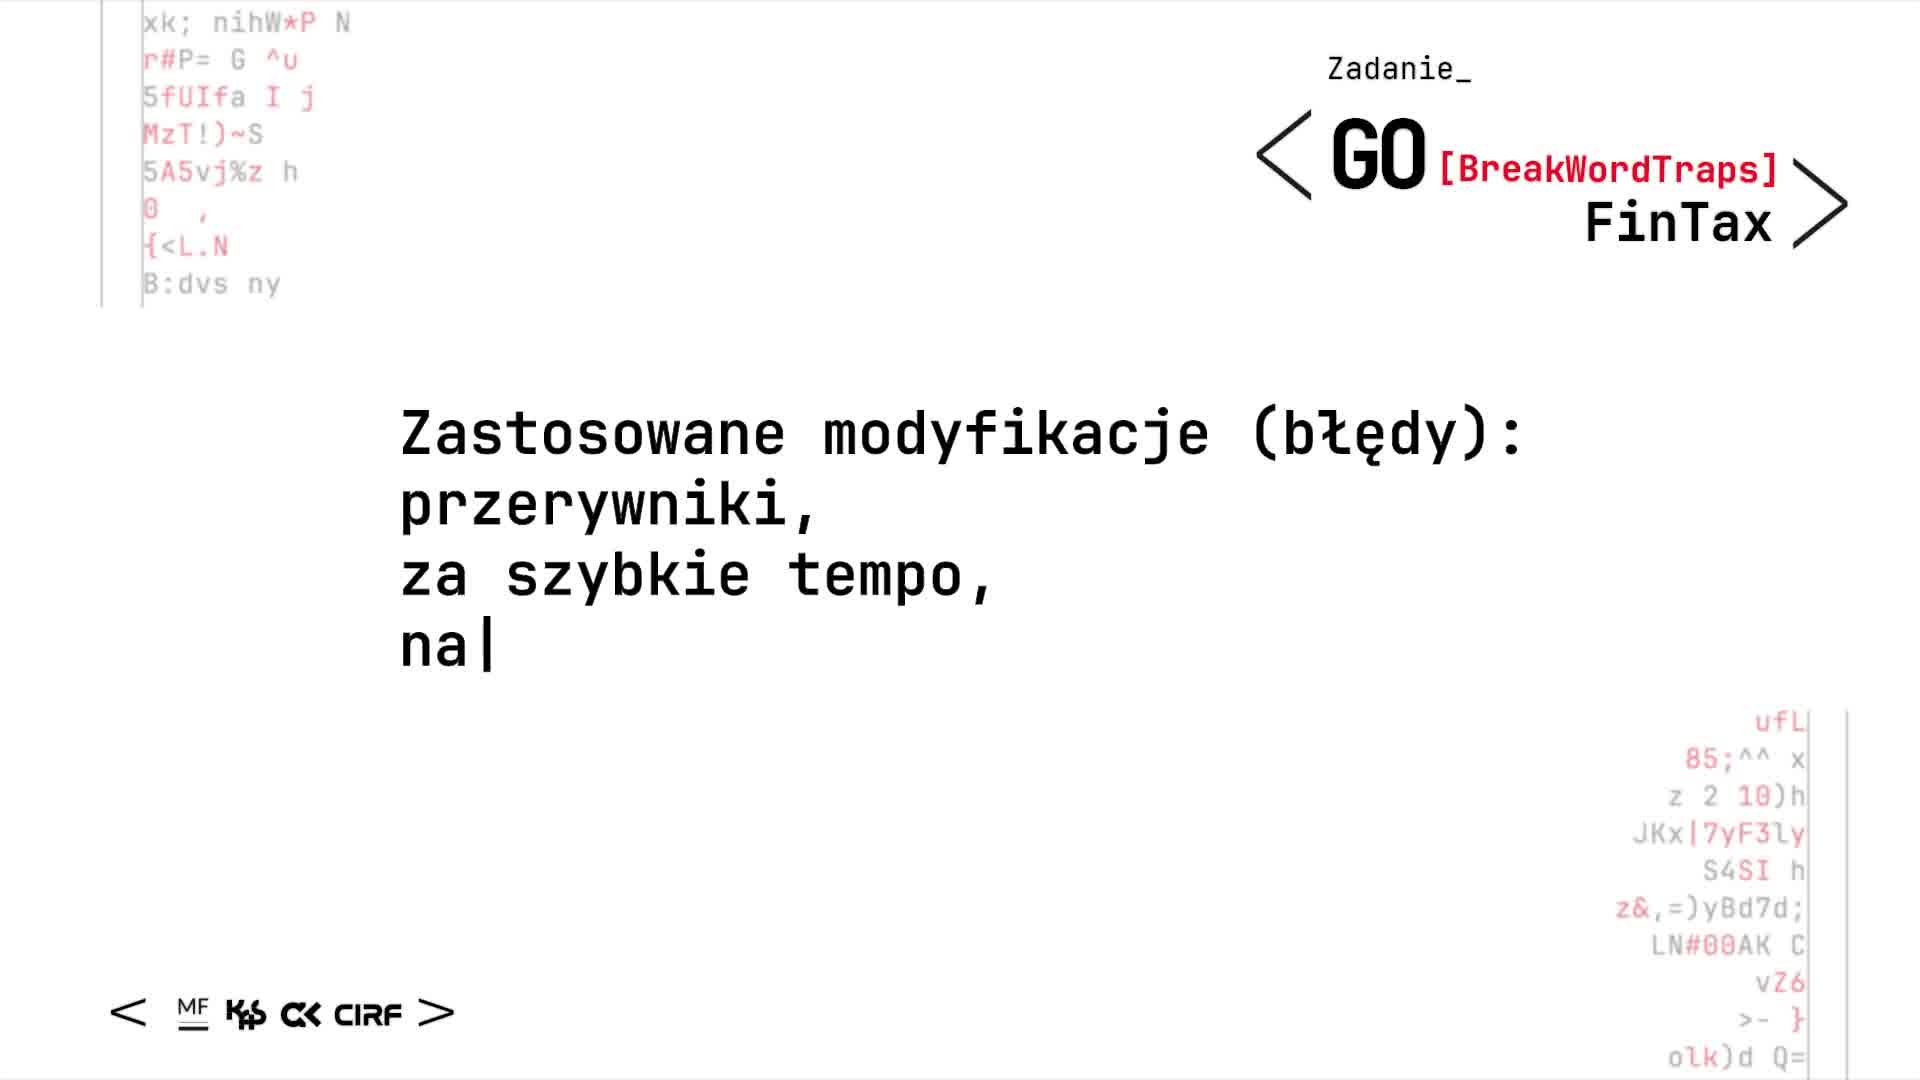 xk; nihW*P N
r#P= G ^u
5fUIfa I j
MzT!)~S
5A5vj%z h
0 ,
{<L.N
B:dvs ny
Zadanie_
<GO [BreakWordTraps]
FinTax>
Zastosowane modyfikacje (błędy):
przerywniki,
za szybkie tempo,
na|
ufL
85;^^ x
z 2 10)h
JKx|7yF3ly
S4SI h
z&,=)yBd7d;
LN#00AK C
vZ6
>- }
olk)d Q=
< MF KAS CK CIRF >